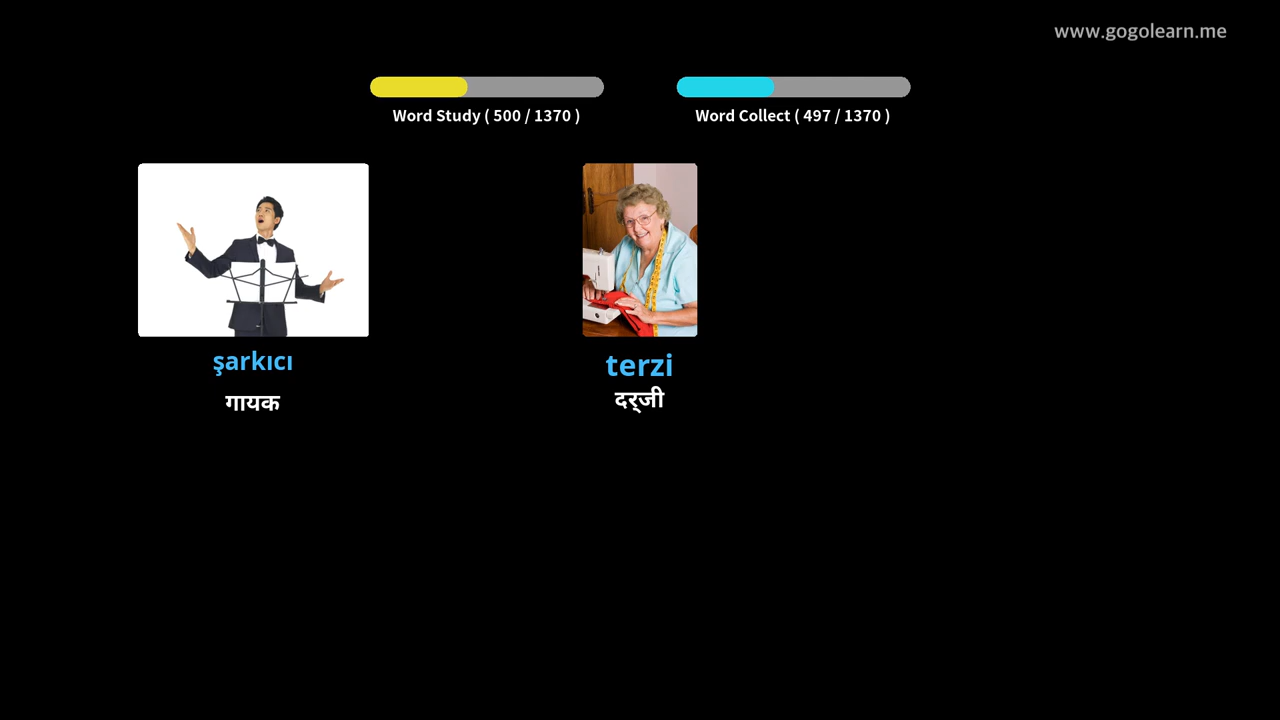 www.gogolearn.me
Word Study ( 500 / 1370 )
Word Collect ( 497 / 1370 )
şarkıcı
गायक
terzi
दर्जी